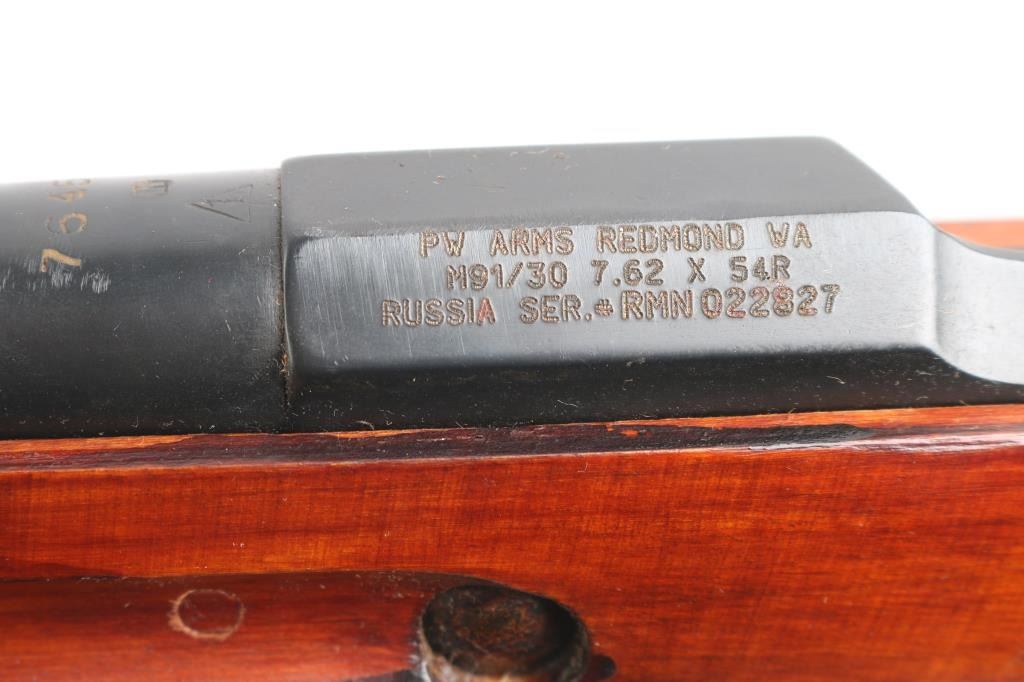 PW ARMS REDMOND WA
M91/30 7.62 X 54R
RUSSIA SER.# RMN022827